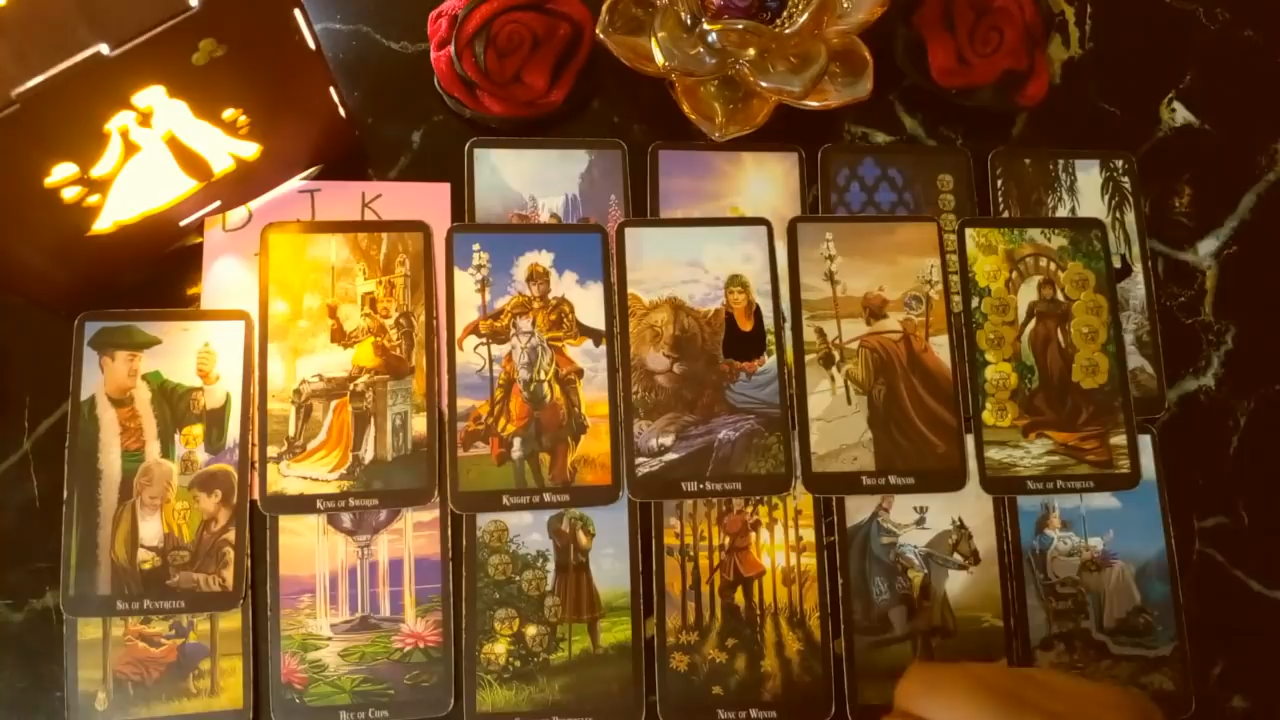 D J K
KING OF SWORDS
KNIGHT OF WANDS
VIII • STRENGTH
TWO OF WANDS
NINE OF PENTACLES
SIX OF PENTACLES
ACE OF CUPS
NINE OF WANDS